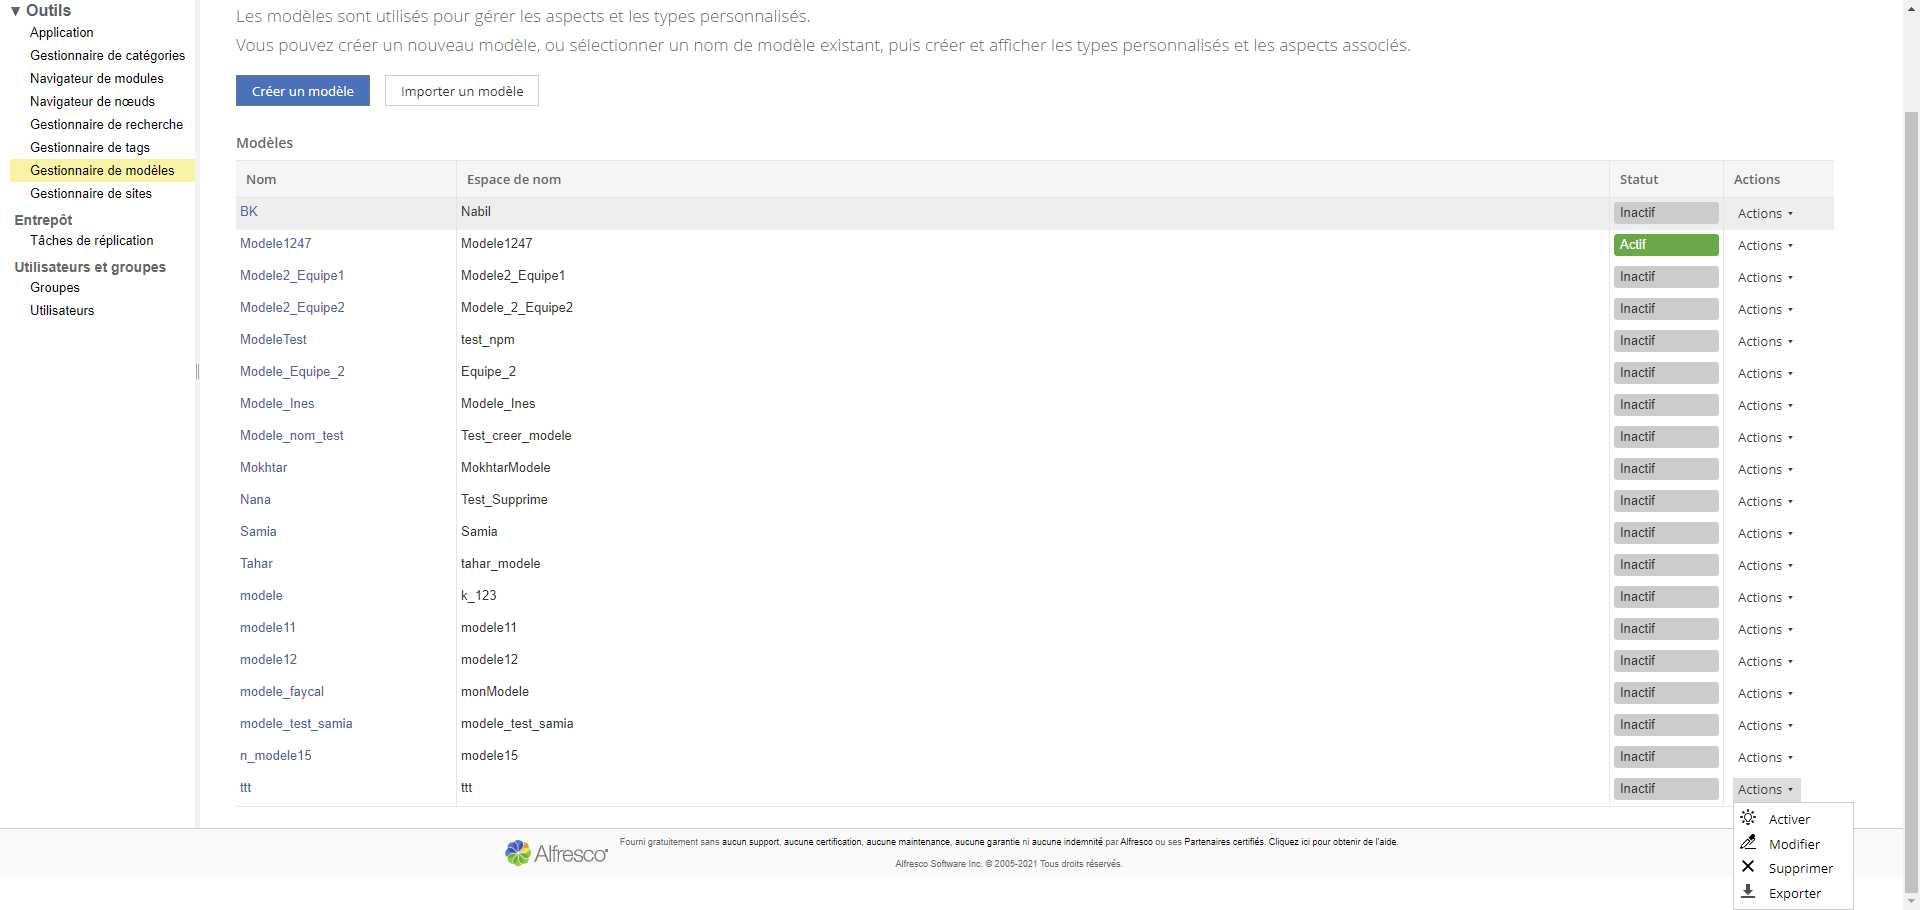 ▼ Outils
Application
Gestionnaire de catégories
Navigateur de modules
Navigateur de nœuds
Gestionnaire de recherche
Gestionnaire de tags
Gestionnaire de modèles
Gestionnaire de sites
Entrepôt
Tâches de réplication
Utilisateurs et groupes
Groupes
Utilisateurs
Les modèles sont utilisés pour gérer les aspects et les types personnalisés.
Vous pouvez créer un nouveau modèle, ou sélectionner un nom de modèle existant, puis créer et afficher les types personnalisés et les aspects associés.
Créer un modèle Importer un modèle
Modèles
Nom Espace de nom Statut Actions
BK Nabil Inactif Actions
Modele1247 Modele1247 Actif Actions
Modele2_Equipe1 Modele2_Equipe1 Inactif Actions
Modele2_Equipe2 Modele_2_Equipe2 Inactif Actions
ModeleTest test_npm Inactif Actions
Modele_Equipe_2 Equipe_2 Inactif Actions
Modele_Ines Modele_Ines Inactif Actions
Modele_nom_test Test_creer_modele Inactif Actions
Mokhtar MokhtarModele Inactif Actions
Nana Test_Supprime Inactif Actions
Samia Samia Inactif Actions
Tahar tahar_modele Inactif Actions
modele k_123 Inactif Actions
modele11 modele11 Inactif Actions
modele12 modele12 Inactif Actions
modele_faycal monModele Inactif Actions
modele_test_samia modele_test_samia Inactif Actions
n_modele15 modele15 Inactif Actions
ttt ttt Inactif Actions
Activer
Modifier
Supprimer
Exporter
Alfresco
Fourni gratuitement sans aucun support, aucune certification, aucune maintenance, aucune garantie ni aucune indemnité par Alfresco ou ses Partenaires certifiés. Cliquez ici pour obtenir de l'aide.
Alfresco Software Inc. © 2005-2021 Tous droits réservés.